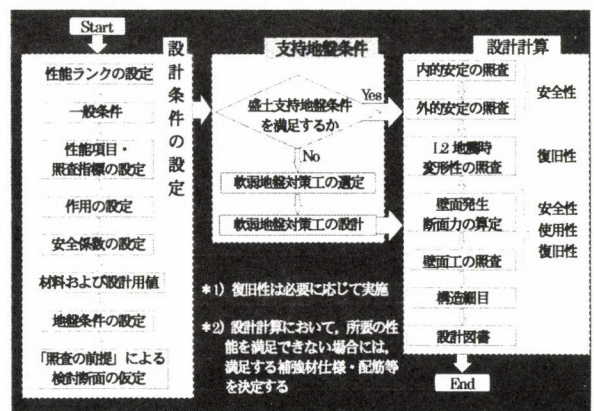 Start
設計条件の設定
性能ランクの設定
一般条件
性能項目・
照査指標の設定
作用の設定
安全係数の設定
材料および設計用値
地盤条件の設定
「照査の前提」による
検討断面の仮定
支持地盤条件
盛土支持地盤条件
を満足するか
Yes
No
軟弱地盤対策工の選定
軟弱地盤対策工の設計
設計計算
内的安定の照査
外的安定の照査
安全性
L2 地震時
変形性の照査
復旧性
壁面発生
断面力の算定
安全性
使用性
復旧性
壁面工の照査
構造細目
設計図書
End
*1) 復旧性は必要に応じて実施
*2) 設計計算において,所要の性
能を満足できない場合には,
満足する補強材仕様・配筋等
を決定する